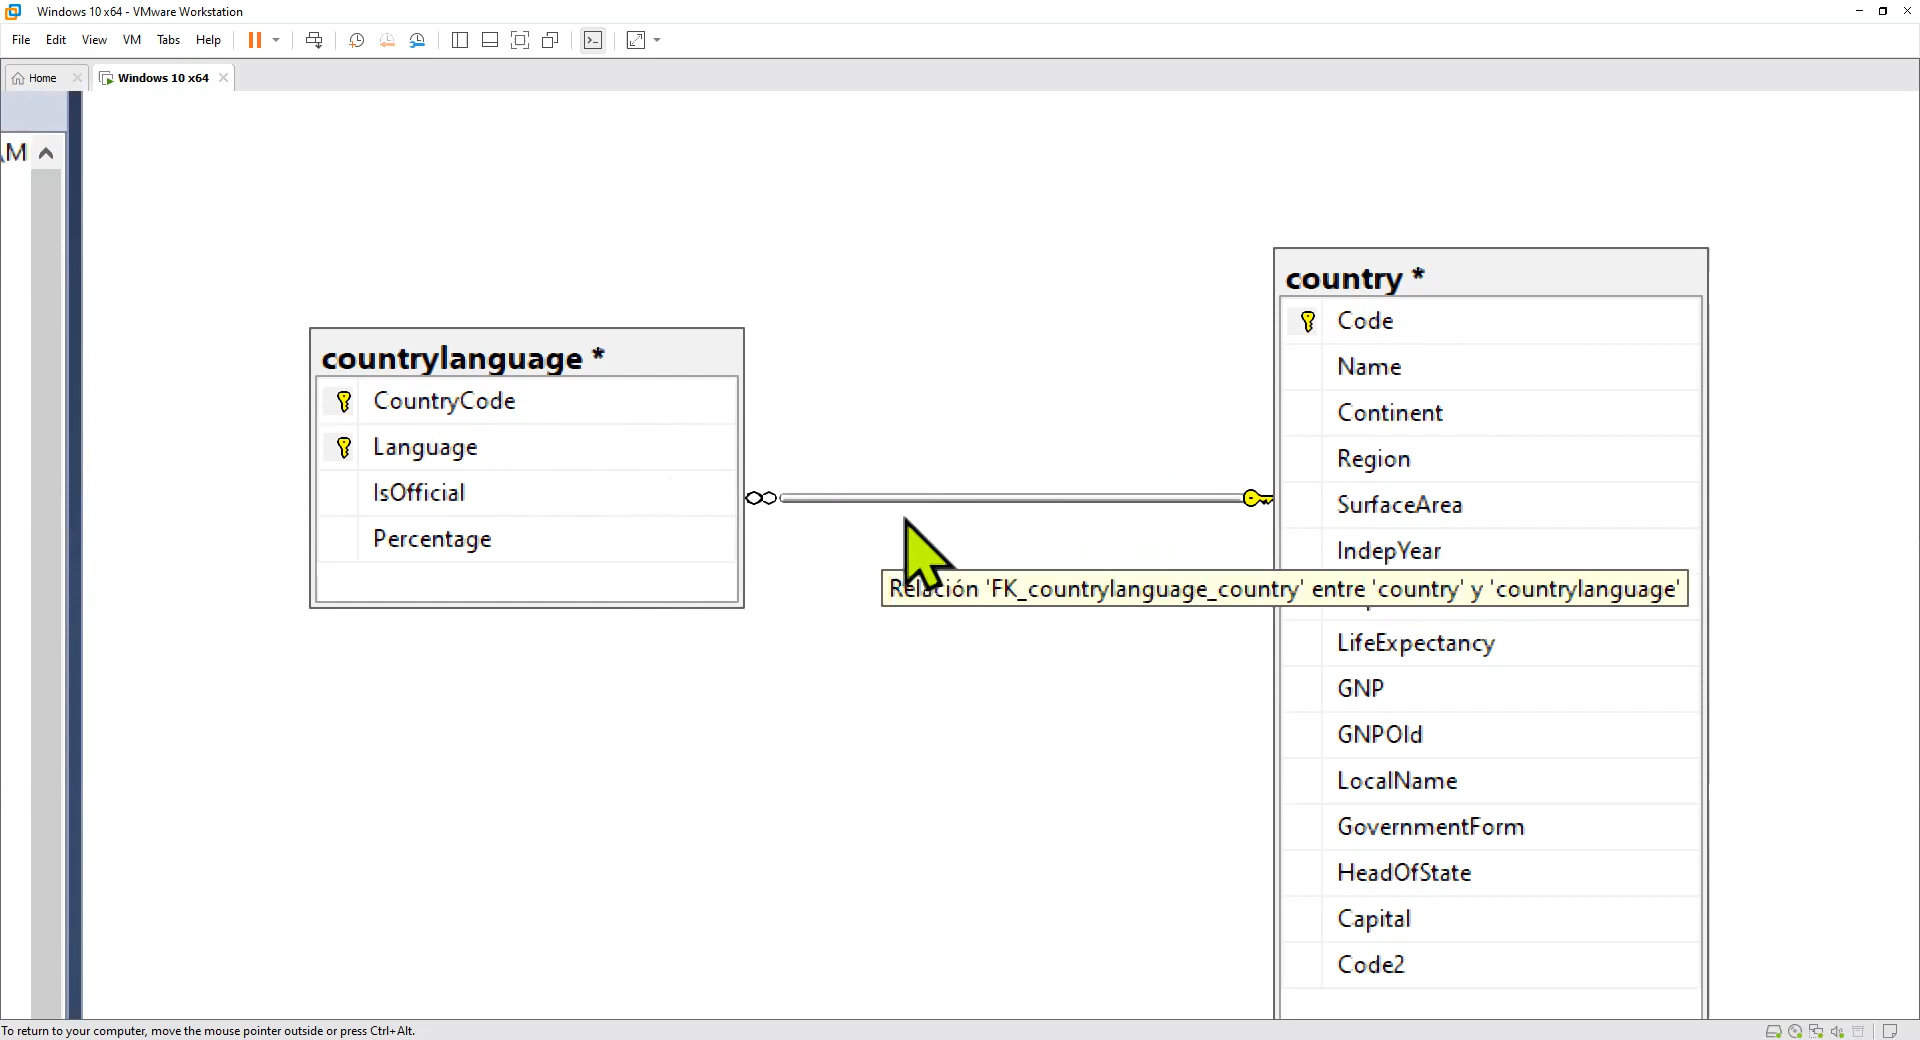 Windows 10 x64 - VMware Workstation
File Edit View VM Tabs Help
Home
Windows 10 x64
AM
countrylanguage *
CountryCode
Language
IsOfficial
Percentage
country *
Code
Name
Continent
Region
SurfaceArea
IndepYear
Relación 'FK_countrylanguage_country' entre 'country' y 'countrylanguage'
LifeExpectancy
GNP
GNPOld
LocalName
GovernmentForm
HeadOfState
Capital
Code2
To return to your computer, move the mouse pointer outside or press Ctrl+Alt.